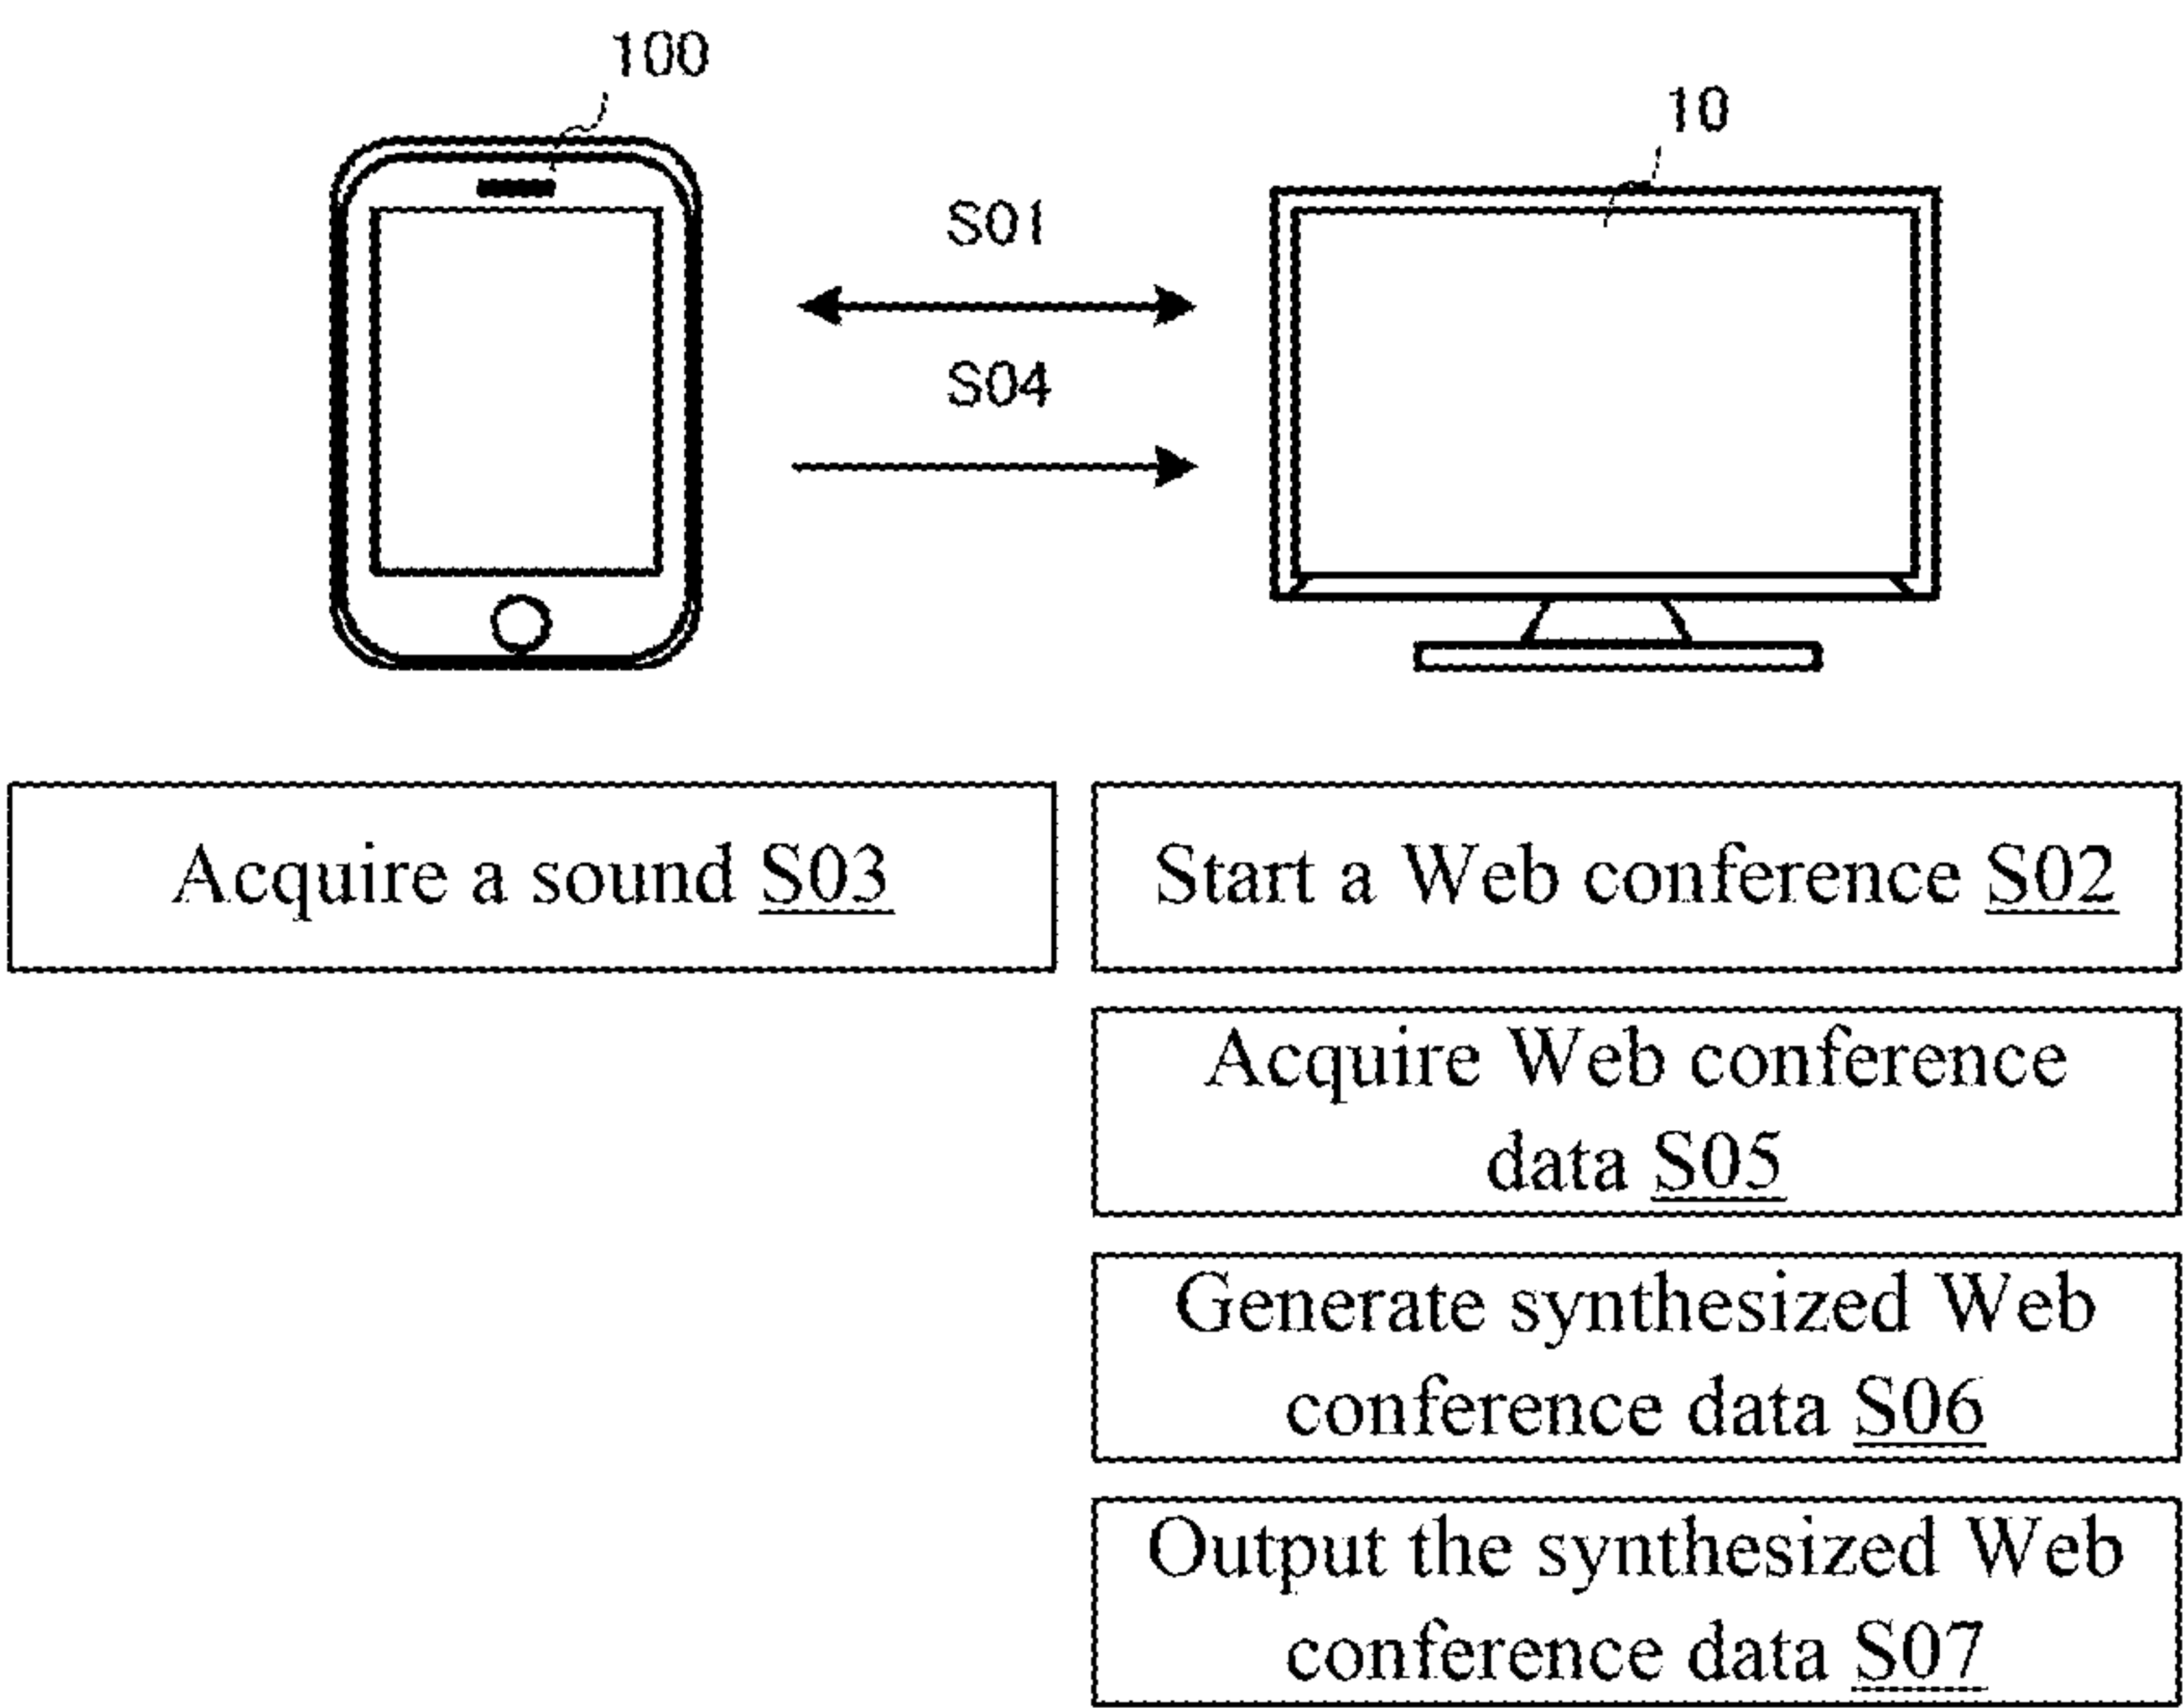 100
10
S01
S04
Acquire a sound S03
Start a Web conference S02
Acquire Web conference
data S05
Generate synthesized Web
conference data S06
Output the synthesized Web
conference data S07